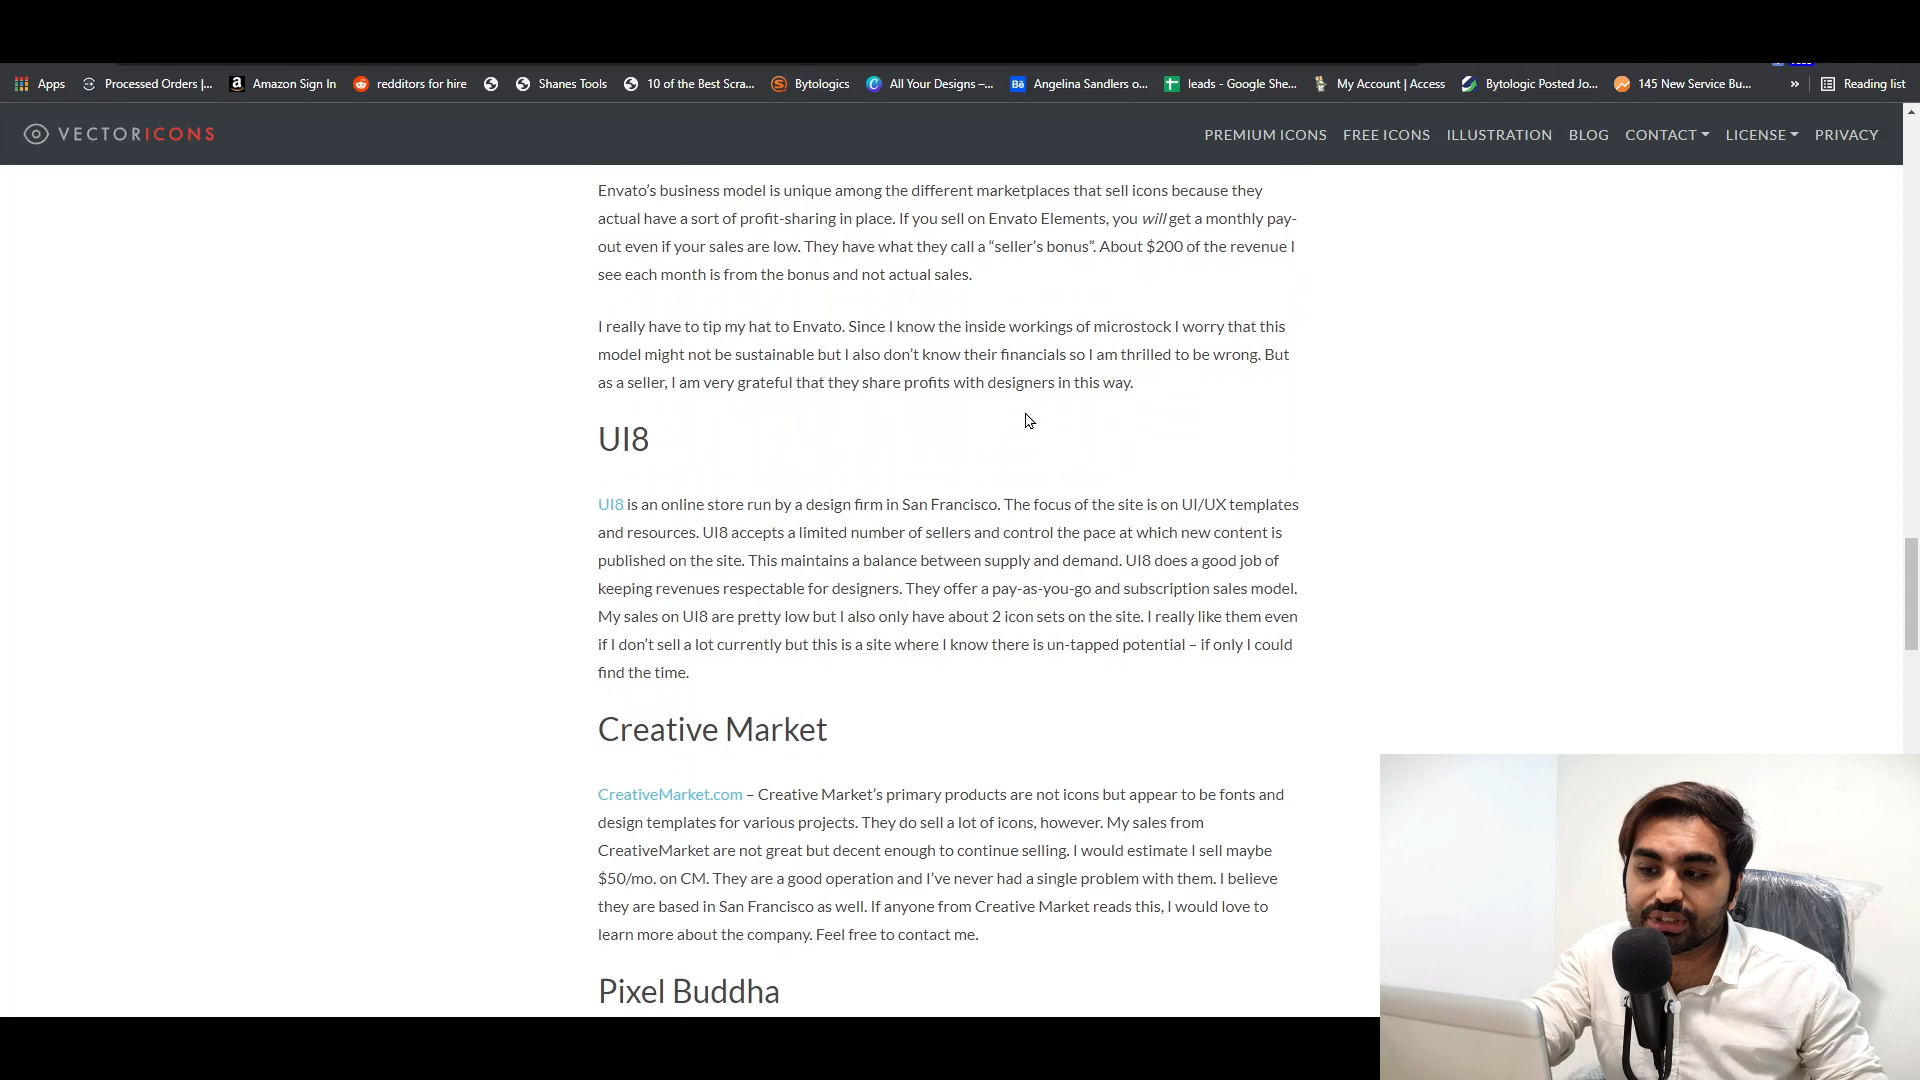 Apps
Processed Orders |...
Amazon Sign In
redditors for hire
Shanes Tools
10 of the Best Scra...
Bytologics
All Your Designs –...
Angelina Sandlers o...
leads - Google She...
My Account | Access
Bytologic Posted Jo...
145 New Service Bu...
»
Reading list
VECTORICONS
PREMIUM ICONS
FREE ICONS
ILLUSTRATION
BLOG
CONTACT
LICENSE
PRIVACY
Envato’s business model is unique among the different marketplaces that sell icons because they
actual have a sort of profit-sharing in place. If you sell on Envato Elements, you will get a monthly pay-
out even if your sales are low. They have what they call a “seller’s bonus”. About $200 of the revenue I
see each month is from the bonus and not actual sales.
I really have to tip my hat to Envato. Since I know the inside workings of microstock I worry that this
model might not be sustainable but I also don’t know their financials so I am thrilled to be wrong. But
as a seller, I am very grateful that they share profits with designers in this way.
UI8
UI8 is an online store run by a design firm in San Francisco. The focus of the site is on UI/UX templates
and resources. UI8 accepts a limited number of sellers and control the pace at which new content is
published on the site. This maintains a balance between supply and demand. UI8 does a good job of
keeping revenues respectable for designers. They offer a pay-as-you-go and subscription sales model.
My sales on UI8 are pretty low but I also only have about 2 icon sets on the site. I really like them even
if I don’t sell a lot currently but this is a site where I know there is un-tapped potential – if only I could
find the time.
Creative Market
CreativeMarket.com – Creative Market’s primary products are not icons but appear to be fonts and
design templates for various projects. They do sell a lot of icons, however. My sales from
CreativeMarket are not great but decent enough to continue selling. I would estimate I sell maybe
$50/mo. on CM. They are a good operation and I’ve never had a single problem with them. I believe
they are based in San Francisco as well. If anyone from Creative Market reads this, I would love to
learn more about the company. Feel free to contact me.
Pixel Buddha